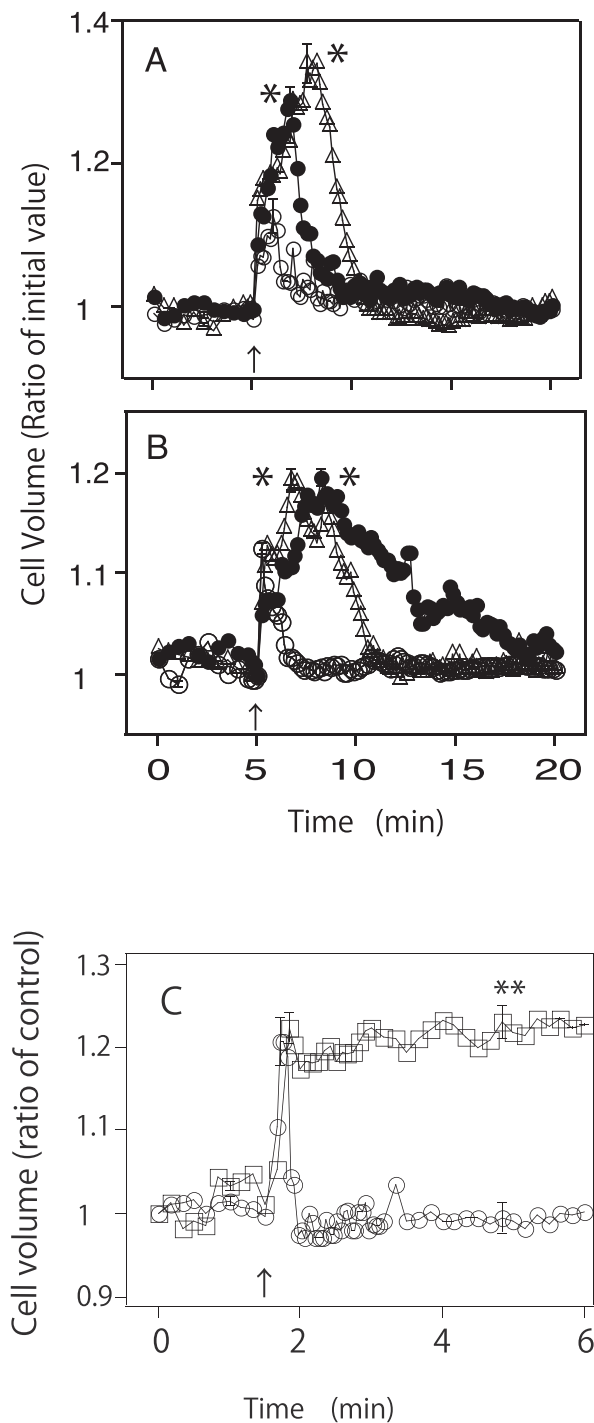 Cell Volume (Ratio of initial value)
1.4
A
*
*
1.2
1
↑
B
*
*
1.2
1.1
1
↑
0 5 10 15 20
Time (min)
Cell volume (ratio of control)
1.3
C
**
1.2
1.1
1
0.9
↑
0 2 4 6
Time (min)